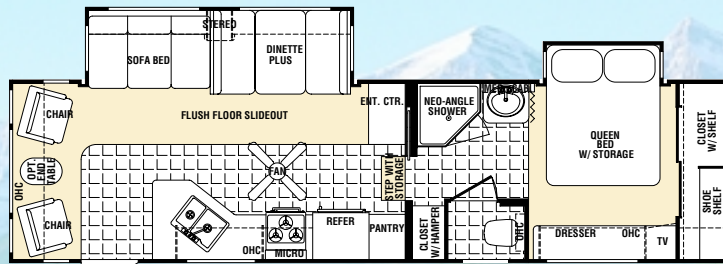 STEREO
SOFA BED
DINETTE
PLUS
MED. CAB.
CHAIR
FLUSH FLOOR SLIDEOUT
ENT. CTR.
NEO-ANGLE
SHOWER
QUEEN
BED
W/ STORAGE
CLOSET
W/ SHELF
OPT.
END
TABLE
OHC
FAN
STEP WITH
STORAGE
SHOE
SHELF
CHAIR
OHC
MICRO
REFER
PANTRY
CLOSET
W/ HAMPER
OHC
DRESSER
OHC
TV